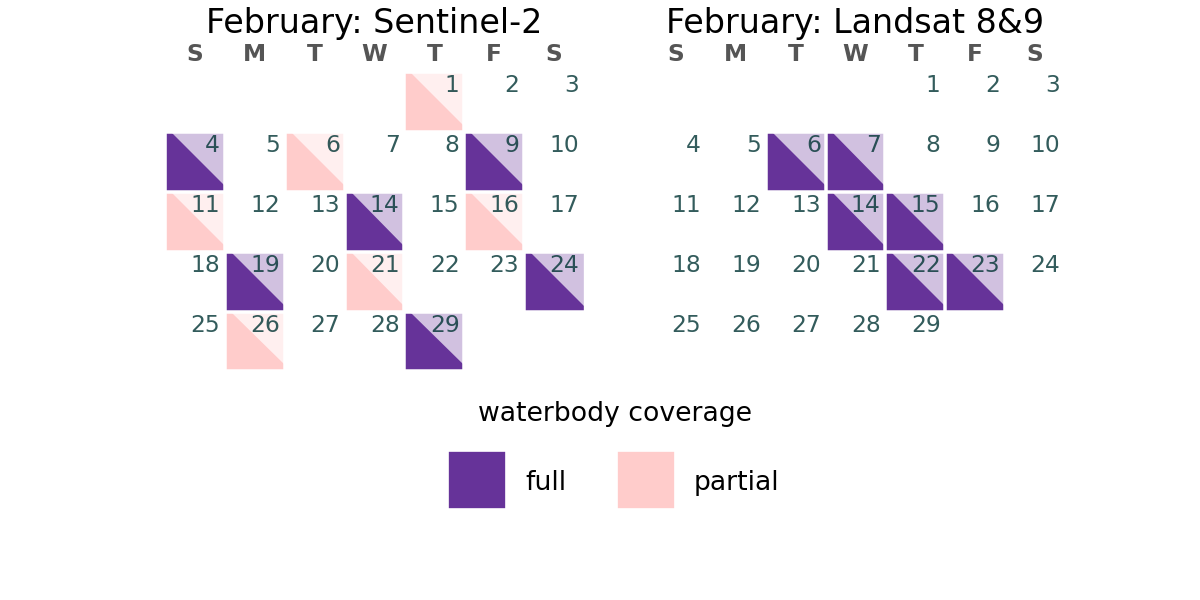 February: Sentinel-2
S M T W T F S
1 2 3
4 5 6 7 8 9 10
11 12 13 14 15 16 17
18 19 20 21 22 23 24
25 26 27 28 29
February: Landsat 8&9
S M T W T F S
1 2 3
4 5 6 7 8 9 10
11 12 13 14 15 16 17
18 19 20 21 22 23 24
25 26 27 28 29
waterbody coverage
full partial